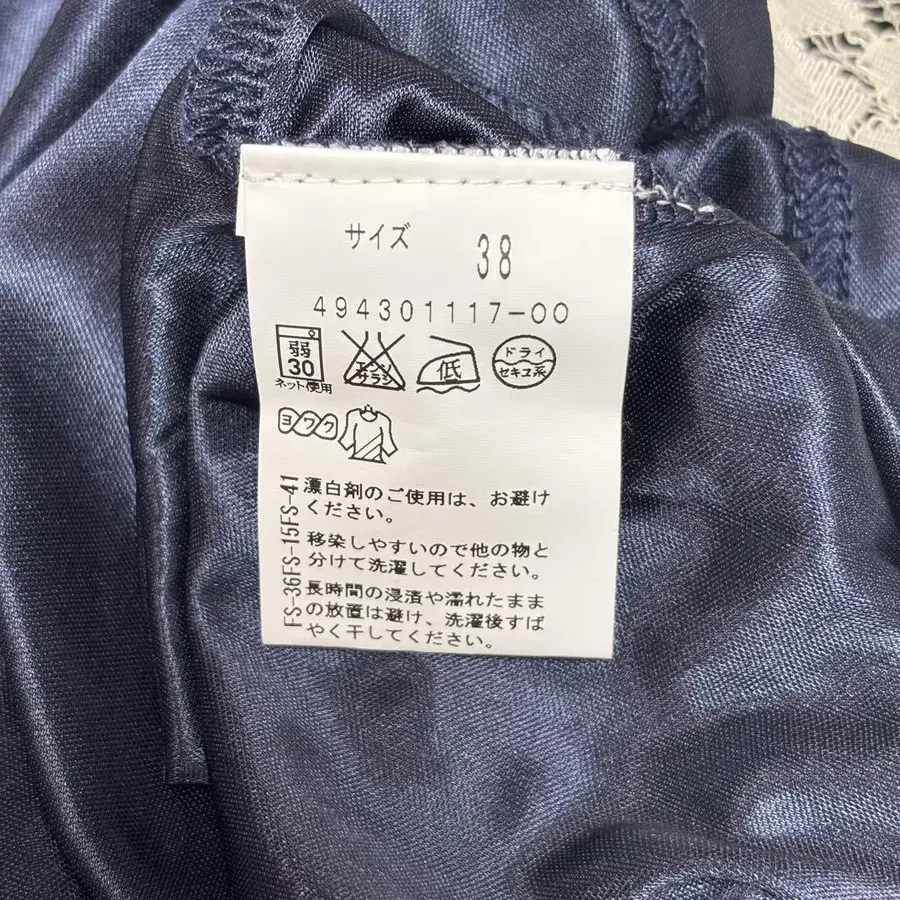 サイズ 38
494301117-00
弱
30
ネット使用
エンソ
サラシ
低
ドライ
セキユ系
ヨワク
漂白剤のご使用は、お避け
ください。
移染しやすいので他の物と
分けて洗濯してください。
長時間の浸漬や濡れたまま
の放置は避け、洗濯後すば
やく干してください。
FS-36FS-15FS-41